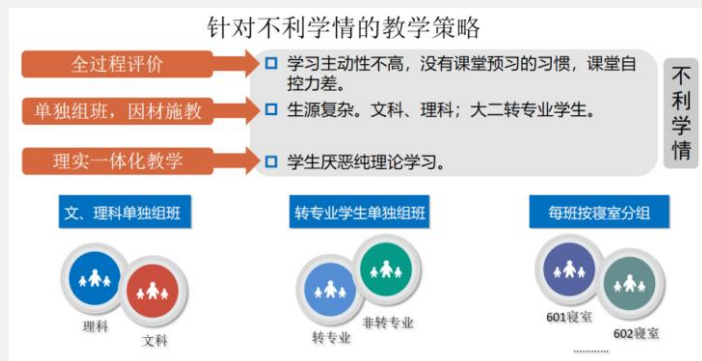 针对不利学情的教学策略
全过程评价
学习主动性不高，没有课堂预习的习惯，课堂自
控力差。
单独组班，因材施教
生源复杂。文科、理科；大二转专业学生。
理实一体化教学
学生厌恶纯理论学习。
不利学情
文、理科单独组班
转专业学生单独组班
每班按寝室分组
理科
文科
转专业
非转专业
601寝室
602寝室
…………